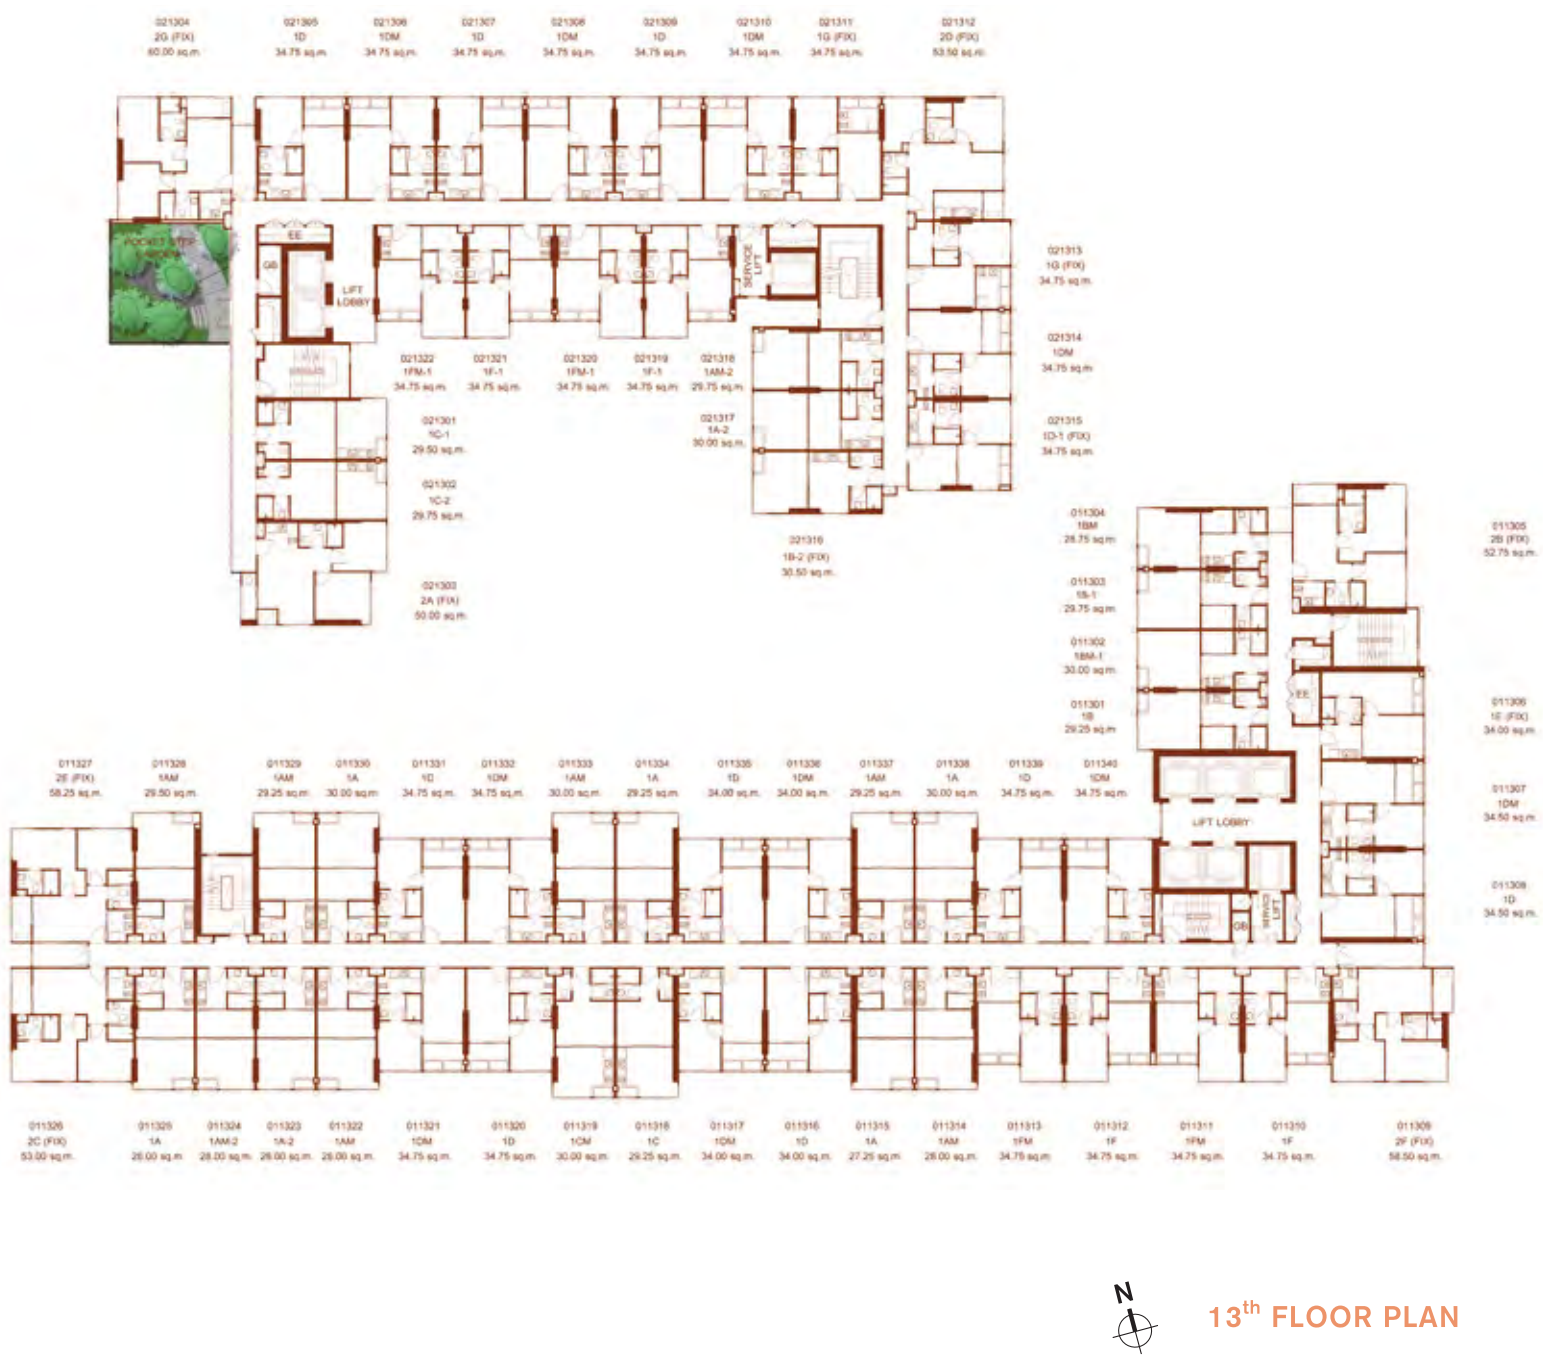 021304
2G (FIX)
60.00 sq.m.
021305
1D
34.75 sq.m.
021306
1DM
34.75 sq.m.
021307
1D
34.75 sq.m.
021308
1DM
34.75 sq.m.
021309
1D
34.75 sq.m.
021310
1DM
34.75 sq.m.
021311
1G (FIX)
34.75 sq.m.
021312
2D (FIX)
53.50 sq.m.
POCKET STEP
GARDEN
EE
GB
LIFT
LOBBY
SERVICE
LIFT
021313
1G (FIX)
34.75 sq.m.
021314
1DM
34.75 sq.m.
021315
1D-1 (FIX)
34.75 sq.m.
021322
1FM-1
34.75 sq.m.
021321
1F-1
34.75 sq.m.
021320
1FM-1
34.75 sq.m.
021319
1F-1
34.75 sq.m.
021318
1AM-2
29.75 sq.m.
021317
1A-2
30.00 sq.m.
021316
1B-2 (FIX)
30.50 sq.m.
021301
1C-1
29.50 sq.m.
021302
1C-2
29.75 sq.m.
021303
2A (FIX)
50.00 sq.m.
011304
1BM
28.75 sq.m.
011303
1B-1
29.75 sq.m.
011302
1BM-1
30.00 sq.m.
011301
1B
29.25 sq.m.
011305
2B (FIX)
52.75 sq.m.
EE
011306
1E (FIX)
34.00 sq.m.
011307
1DM
34.50 sq.m.
011308
1D
34.50 sq.m.
LIFT LOBBY
GB
SERVICE
LIFT
011327
2E (FIX)
58.25 sq.m.
011328
1AM
29.50 sq.m.
011329
1AM
29.25 sq.m.
011330
1A
30.00 sq.m.
011331
1D
34.75 sq.m.
011332
1DM
34.75 sq.m.
011333
1AM
30.00 sq.m.
011334
1A
29.25 sq.m.
011335
1D
34.00 sq.m.
011336
1DM
34.00 sq.m.
011337
1AM
29.25 sq.m.
011338
1A
30.00 sq.m.
011339
1D
34.75 sq.m.
011340
1DM
34.75 sq.m.
011326
2C (FIX)
53.00 sq.m.
011325
1A
28.00 sq.m.
011324
1AM-2
28.00 sq.m.
011323
1A-2
28.00 sq.m.
011322
1AM
28.00 sq.m.
011321
1DM
34.75 sq.m.
011320
1D
34.75 sq.m.
011319
1CM
30.00 sq.m.
011318
1C
29.25 sq.m.
011317
1DM
34.00 sq.m.
011316
1D
34.00 sq.m.
011315
1A
27.25 sq.m.
011314
1AM
28.00 sq.m.
011313
1FM
34.75 sq.m.
011312
1F
34.75 sq.m.
011311
1FM
34.75 sq.m.
011310
1F
34.75 sq.m.
011309
2F (FIX)
58.50 sq.m.
N
13th FLOOR PLAN